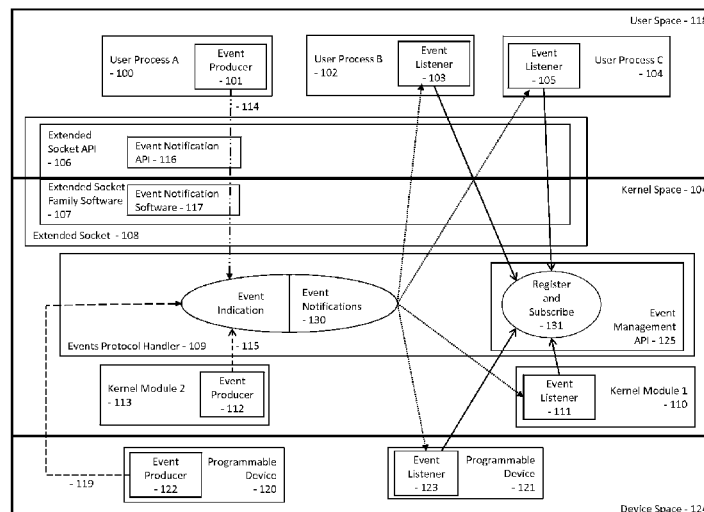 User Space - 118
User Process A
- 100
Event
Producer
- 101
User Process B
- 102
Event
Listener
- 103
Event
Listener
- 105
User Process C
- 104
- 114
Extended
Socket API
- 106
Event Notification
API - 116
Extended Socket
Family Software
- 107
Event Notification
Software - 117
Kernel Space - 104
Extended Socket - 108
Event
Indication
Event
Notifications
- 130
Register
and
Subscribe
- 131
Event
Management
API - 125
Events Protocol Handler - 109
- 115
Kernel Module 2
- 113
Event
Producer
- 112
Event
Listener
- 111
Kernel Module 1
- 110
Event
Producer
- 122
Programmable
Device
- 120
Event
Listener
- 123
Programmable
Device
- 121
- 119
Device Space - 124